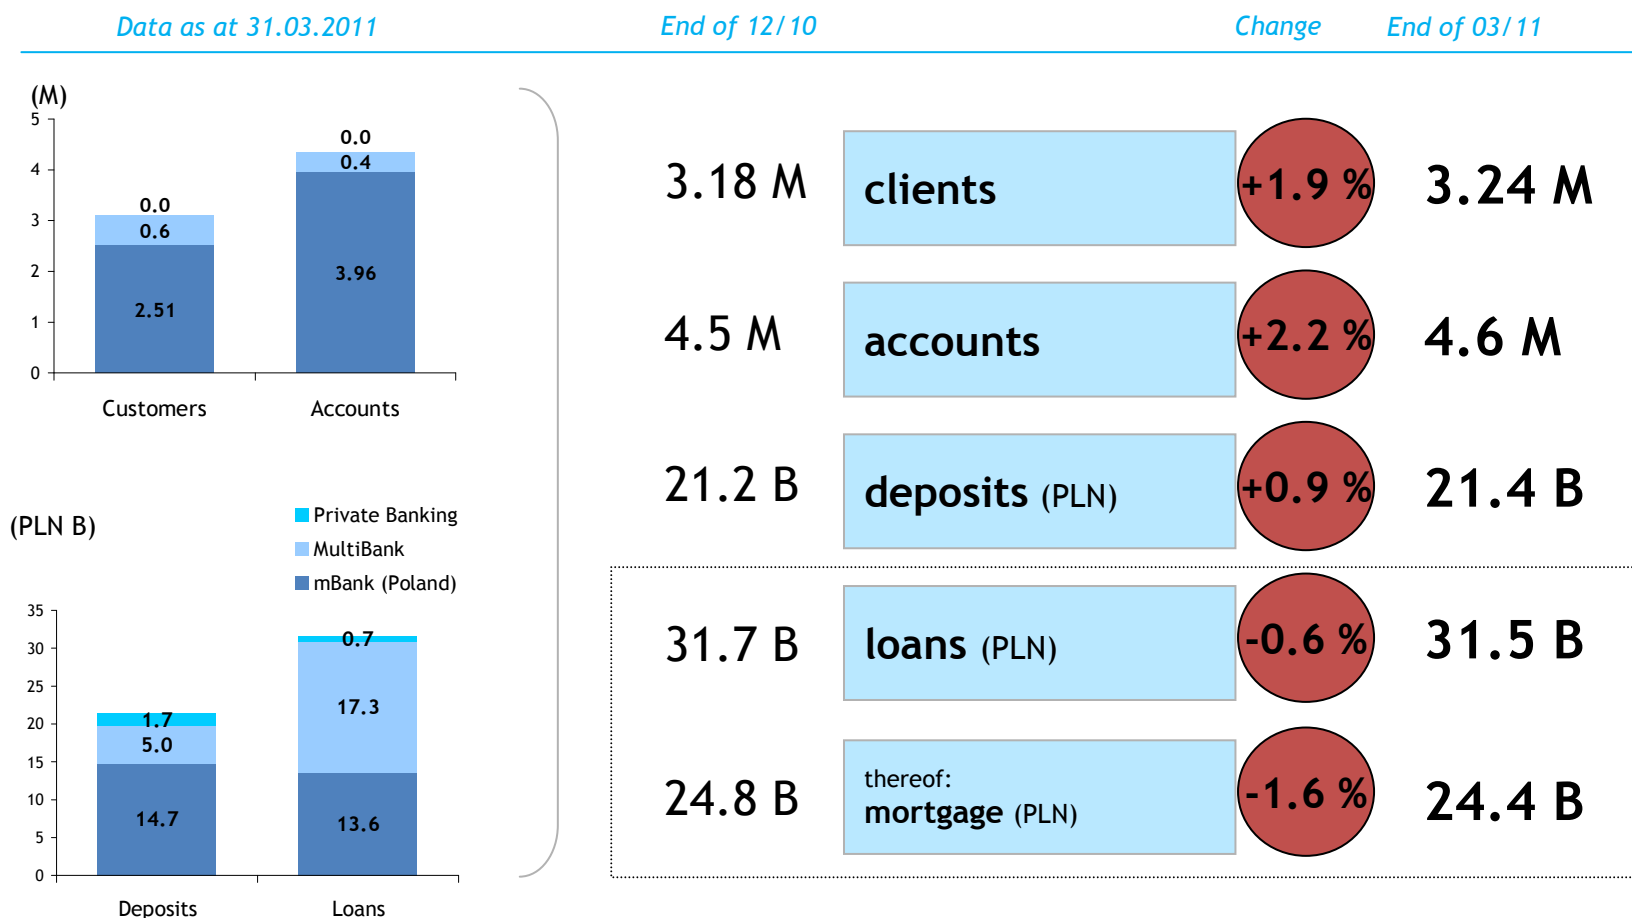 Data as at 31.03.2011
End of 12/10
Change
End of 03/11
(M)
5
4
3
2
1
0
0.0
0.6
2.51
0.0
0.4
3.96
Customers
Accounts
(PLN B)
Private Banking
MultiBank
mBank (Poland)
35
30
25
20
15
10
5
0
1.7
5.0
14.7
0.7
17.3
13.6
Deposits
Loans
3.18 M
clients
+1.9 %
3.24 M
4.5 M
accounts
+2.2 %
4.6 M
21.2 B
deposits (PLN)
+0.9 %
21.4 B
31.7 B
loans (PLN)
-0.6 %
31.5 B
24.8 B
thereof:
mortgage (PLN)
-1.6 %
24.4 B